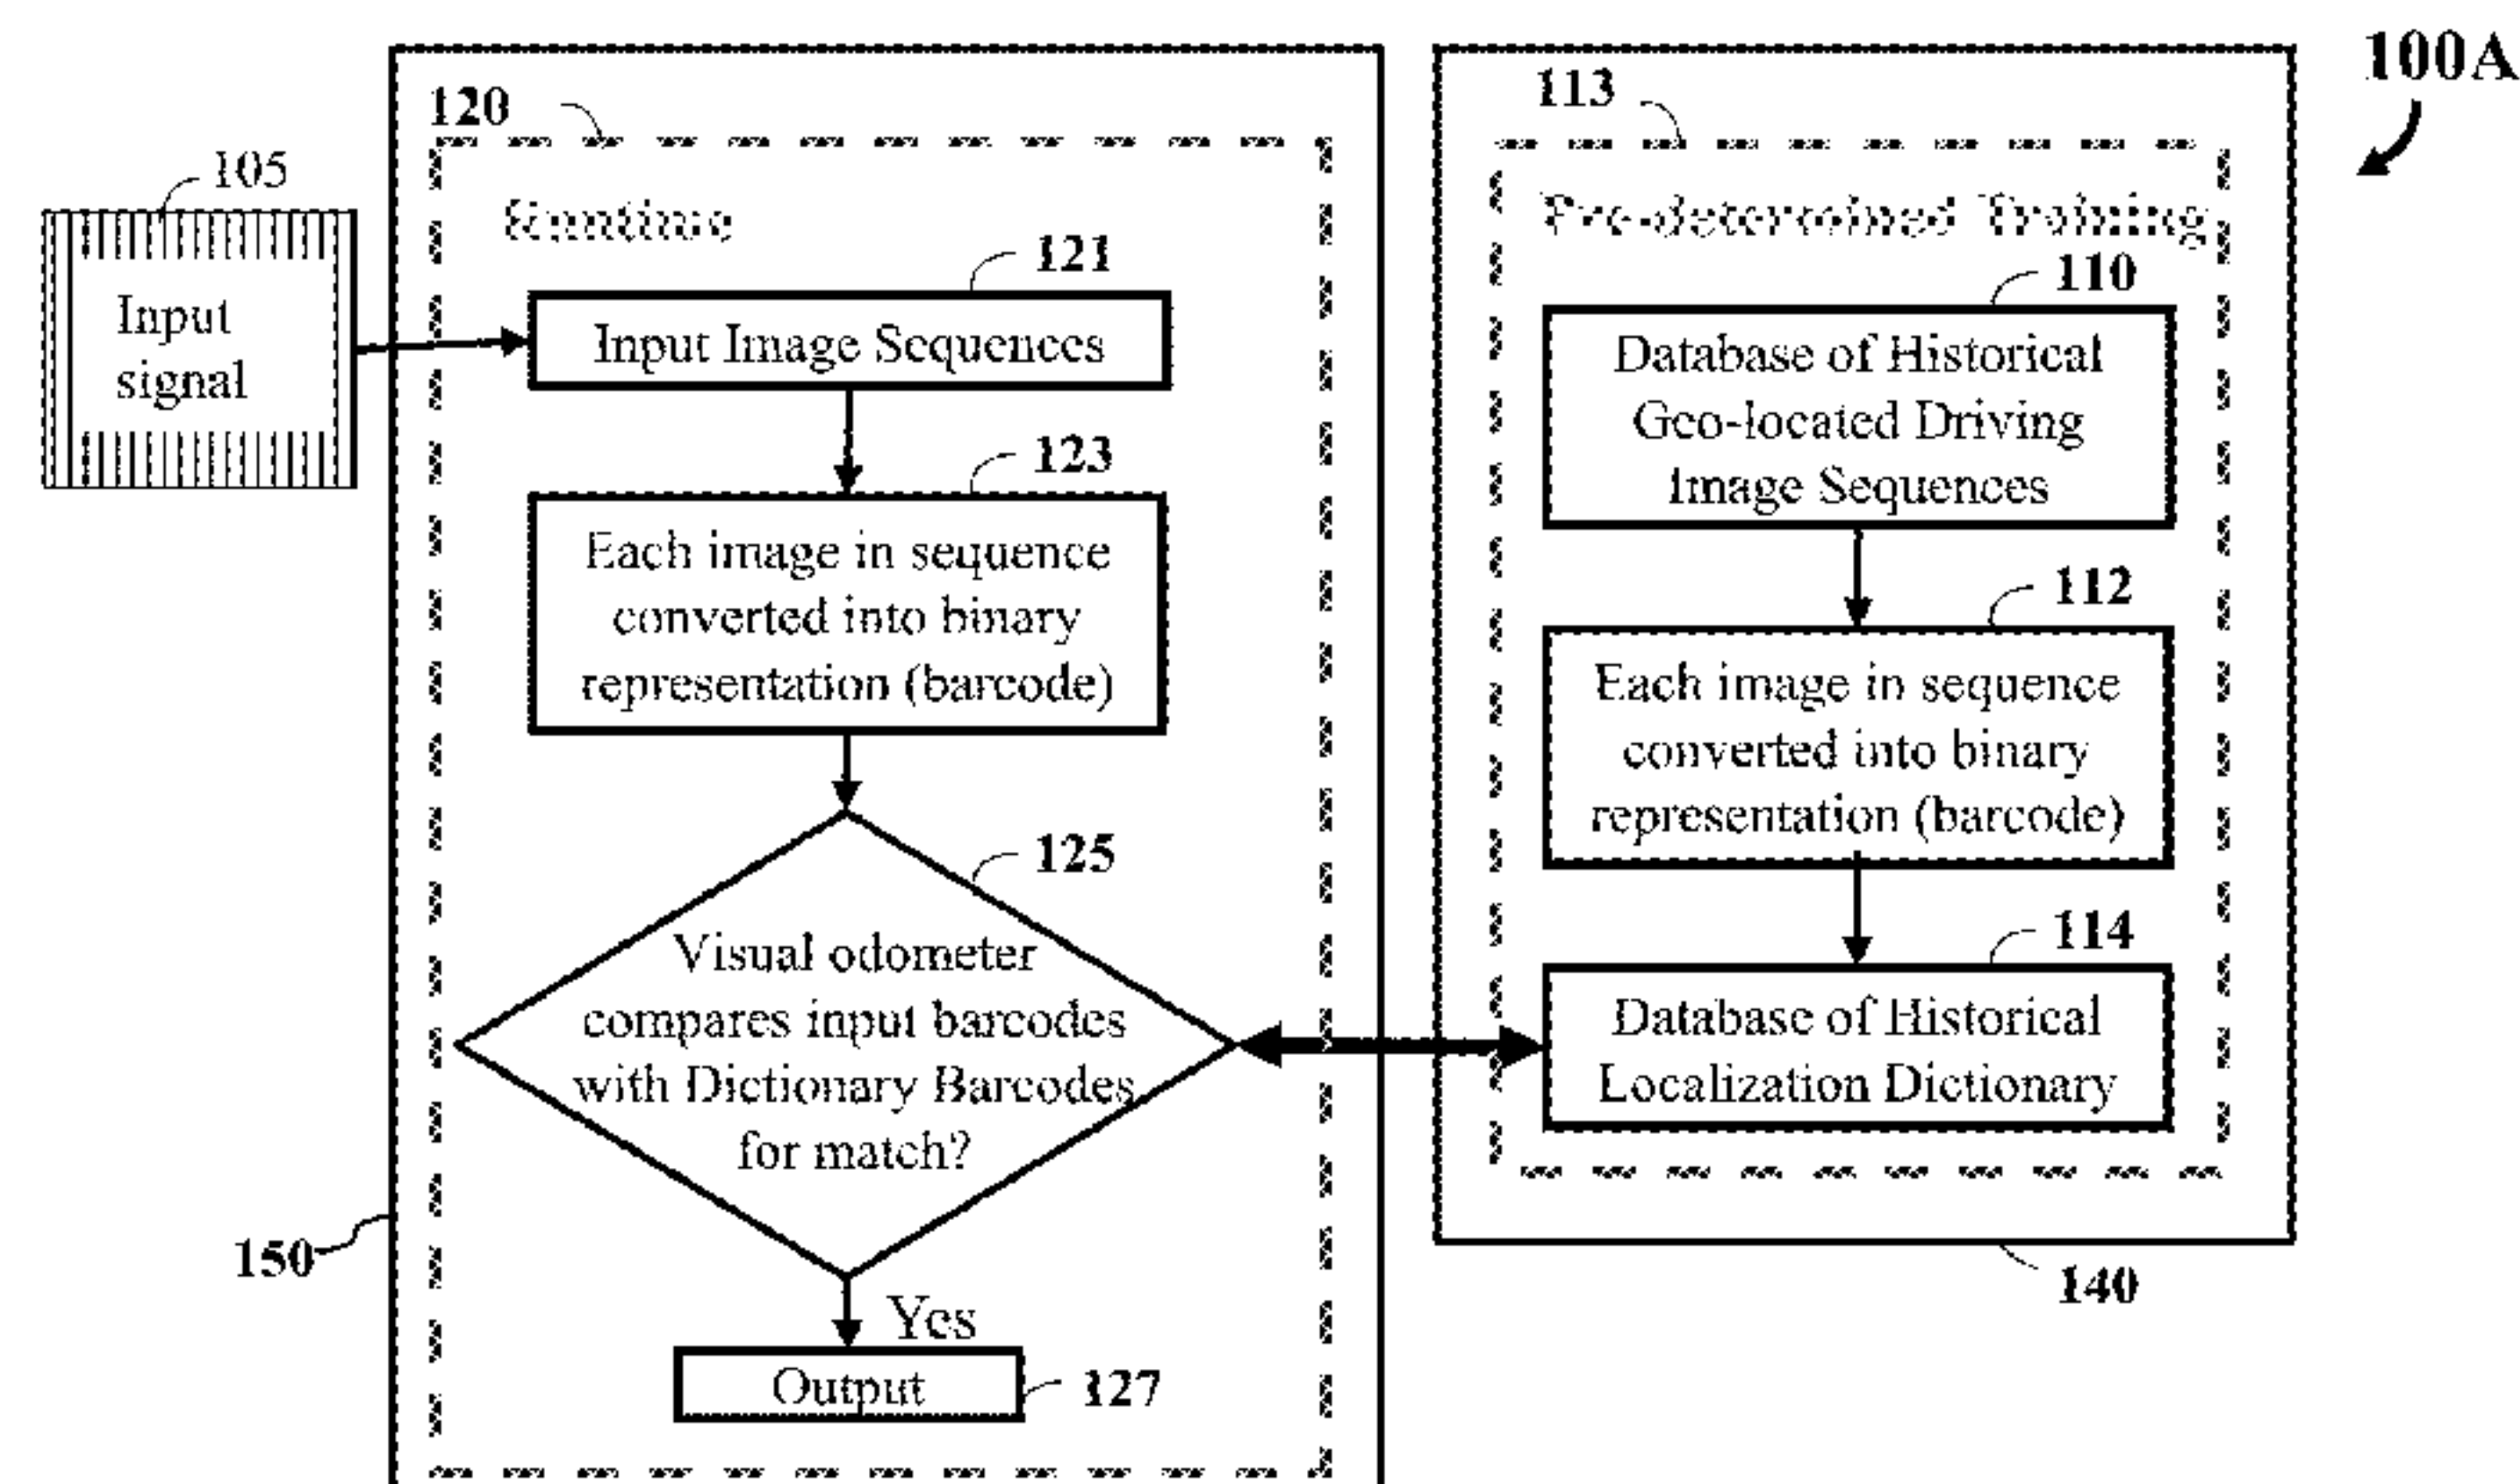 100A
120
105
Input
signal
Runtime
121
Input Image Sequences
123
Each image in sequence
converted into binary
representation (barcode)
125
Visual odometer
compares input barcodes
with Dictionary Barcodes
for match?
Yes
Output
127
150
113
Pre-determined Training
110
Database of Historical
Geo-located Driving
Image Sequences
112
Each image in sequence
converted into binary
representation (barcode)
114
Database of Historical
Localization Dictionary
140